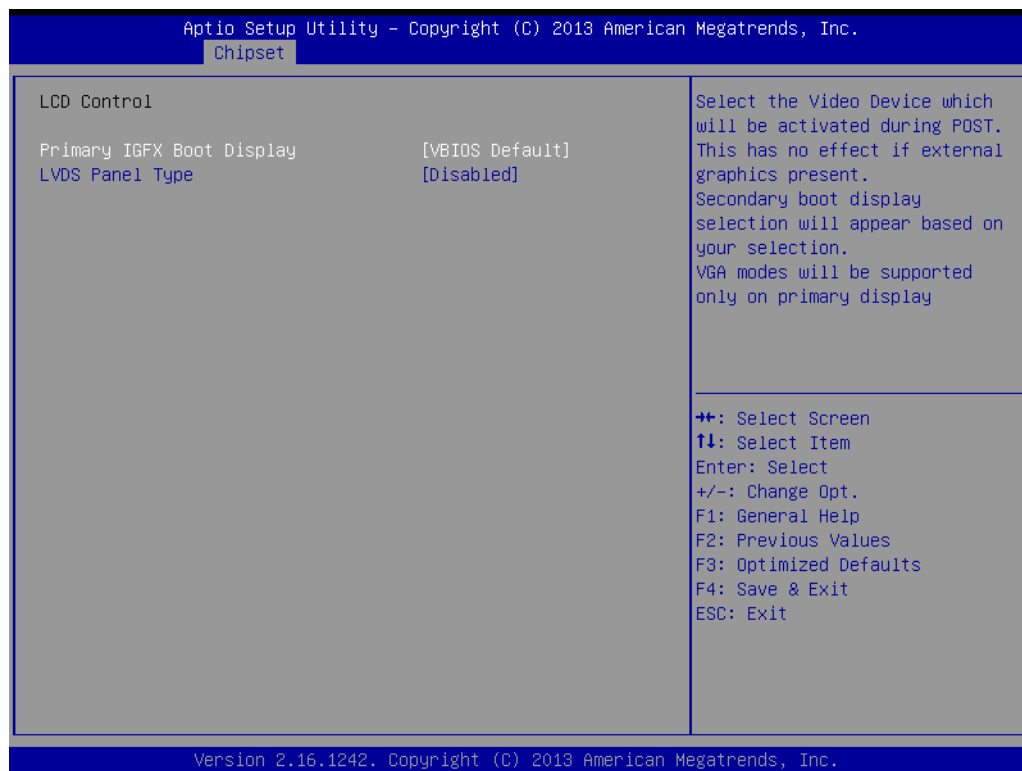 Aptio Setup Utility – Copyright (C) 2013 American Megatrends, Inc.
Chipset
LCD Control
Primary IGFX Boot Display [VBIOS Default]
LVDS Panel Type [Disabled]
Select the Video Device which
will be activated during POST.
This has no effect if external
graphics present.
Secondary boot display
selection will appear based on
your selection.
VGA modes will be supported
only on primary display
→←: Select Screen
↑↓: Select Item
Enter: Select
+/-: Change Opt.
F1: General Help
F2: Previous Values
F3: Optimized Defaults
F4: Save & Exit
ESC: Exit
Version 2.16.1242. Copyright (C) 2013 American Megatrends, Inc.